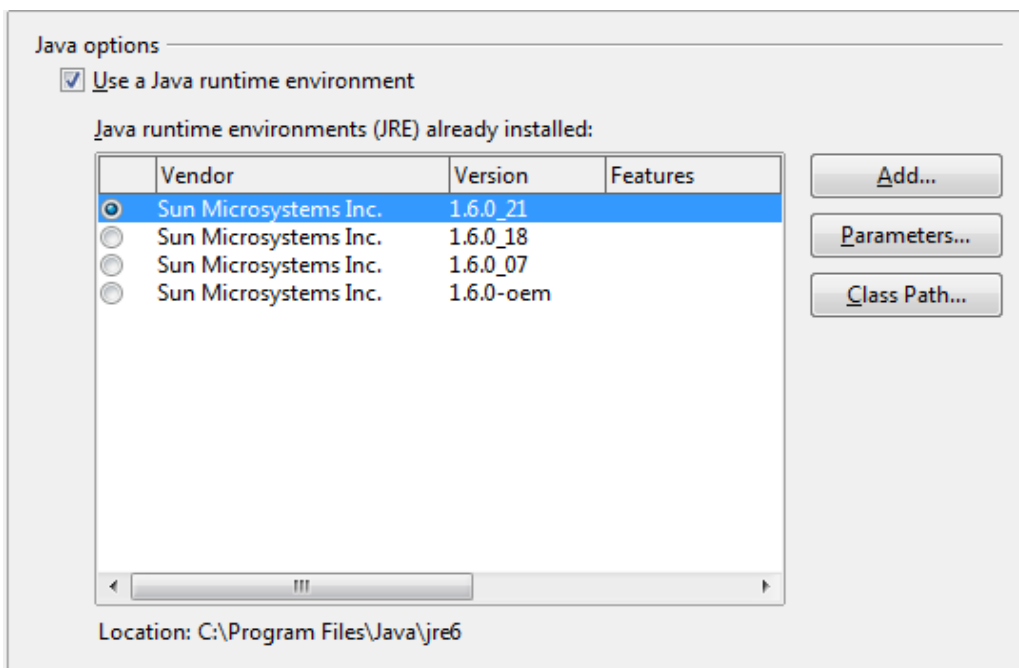 Java options
Use a Java runtime environment
Java runtime environments (JRE) already installed:
Vendor Version Features
Sun Microsystems Inc. 1.6.0_21
Sun Microsystems Inc. 1.6.0_18
Sun Microsystems Inc. 1.6.0_07
Sun Microsystems Inc. 1.6.0-oem
Add...
Parameters...
Class Path...
Location: C:\Program Files\Java\jre6